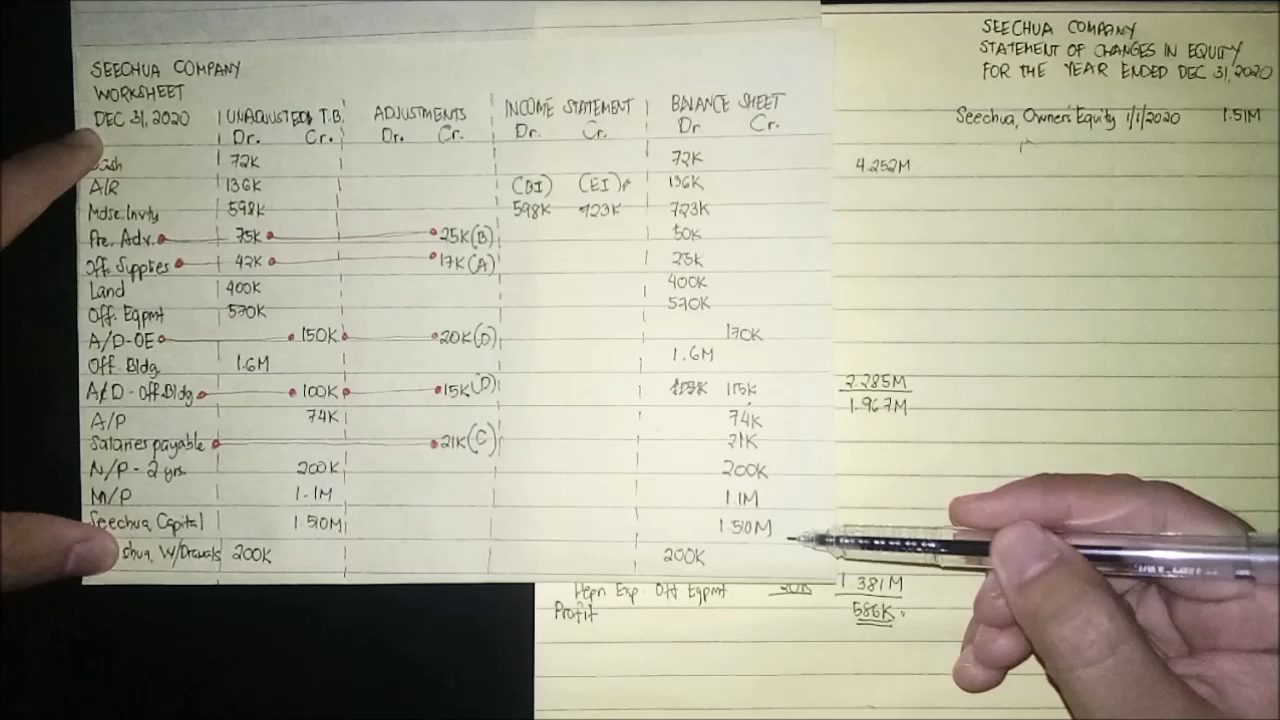 SEECHUA COMPANY
WORKSHEET
DEC 31, 2020 UNADJUSTED T.B. ADJUSTMENTS INCOME STATEMENT BALANCE SHEET
Dr. Cr. Dr. Cr. Dr. Cr. Dr Cr.
72K 72K
A/R 136K (BI) (EI) 136K
Mdse. Invty 598K 598K 723K 723K
Pre. Adv. 75K 25K (B) 50K
Off. Supplies 42K 17K (A) 25K
Land 400K 400K
Off. Eqpmt 570K 570K
A/D-OE 150K 20K (D) 170K
Off. Bldg 1.6M 1.6M
A/D - Off. Bldg 100K 15K (D) 115K
A/P 74K 74K
Salaries payable 21K (C) 21K
N/P - 2 yrs. 200K 200K
M/P 1.1M 1.1M
Seechua, Capital 1.510M 1.510M
chua, W/Drawals 200K 200K
SEECHUA COMPANY
STATEMENT OF CHANGES IN EQUITY
FOR THE YEAR ENDED DEC 31, 2020
Seechua, Owner's Equity 1/1/2020 1.51M
4.252M
2.285M
1.967M
Depn Exp. Off Eqpmt. 1.381M
Profit 586K